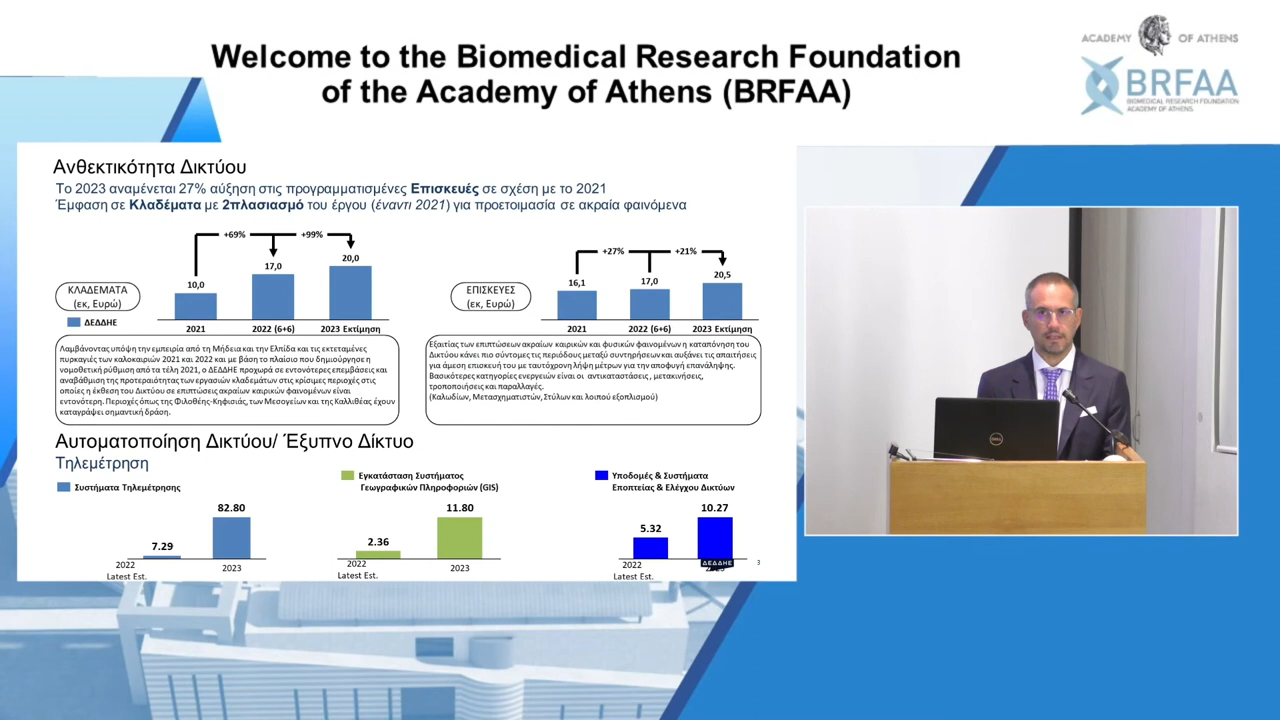 Welcome to the Biomedical Research Foundation
of the Academy of Athens (BRFAA)
ACADEMY OF ATHENS
BRFAA
BIOMEDICAL RESEARCH FOUNDATION
ACADEMY OF ATHENS
Ανθεκτικότητα Δικτύου
Το 2023 αναμένεται 27% αύξηση στις προγραμματισμένες Επισκευές σε σχέση με το 2021
Έμφαση σε Κλαδέματα με 2πλασιασμό του έργου (έναντι 2021) για προετοιμασία σε ακραία φαινόμενα
+69% +99%
20,0
17,0
10,0
ΚΛΑΔΕΜΑΤΑ
(εκ, Ευρώ)
ΔΕΔΔΗΕ
2021 2022 (6+6) 2023 Εκτίμηση
+27% +21%
20,5
17,0
16,1
ΕΠΙΣΚΕΥΕΣ
(εκ, Ευρώ)
2021 2022 (6+6) 2023 Εκτίμηση
Λαμβάνοντας υπόψη την εμπειρία από τη Μήδεια και την Ελπίδα και τις εκτεταμένες
πυρκαγιές των καλοκαιριών 2021 και 2022 και με βάση το πλαίσιο που δημιούργησε η
νομοθετική ρύθμιση από τα τέλη 2021, ο ΔΕΔΔΗΕ προχωρά σε εντονότερες επεμβάσεις και
αναβάθμιση της προτεραιότητας των εργασιών κλαδεμάτων στις κρίσιμες περιοχές στις
οποίες η έκθεση του Δικτύου σε επιπτώσεις ακραίων καιρικών φαινομένων είναι
εντονότερη. Περιοχές όπως της Φιλοθέης-Κηφισιάς, των Μεσογείων και της Καλλιθέας έχουν
καταγράψει σημαντική δράση.
Εξαιτίας των επιπτώσεων ακραίων καιρικών και φυσικών φαινομένων η καταπόνηση του
Δικτύου κάνει πιο σύντομες τις περιόδους μεταξύ συντηρήσεων και αυξάνει τις απαιτήσεις
για άμεση επισκευή του με ταυτόχρονη λήψη μέτρων για την αποφυγή επανάληψης.
Βασικότερες κατηγορίες ενεργειών είναι οι αντικαταστάσεις , μετακινήσεις,
τροποποιήσεις και παραλλαγές.
(Καλωδίων, Μετασχηματιστών, Στύλων και λοιπού εξοπλισμού)
Αυτοματοποίηση Δικτύου/ Έξυπνο Δίκτυο
Τηλεμέτρηση
Συστήματα Τηλεμέτρησης
82.80
7.29
2022
Latest Est.
2023
Εγκατάσταση Συστήματος
Γεωγραφικών Πληροφοριών (GIS)
11.80
2.36
2022
Latest Est.
2023
Υποδομές & Συστήματα
Εποπτείας & Ελέγχου Δικτύων
10.27
5.32
2022
Latest Est.
ΔΕΔΔΗΕ
3
DELL